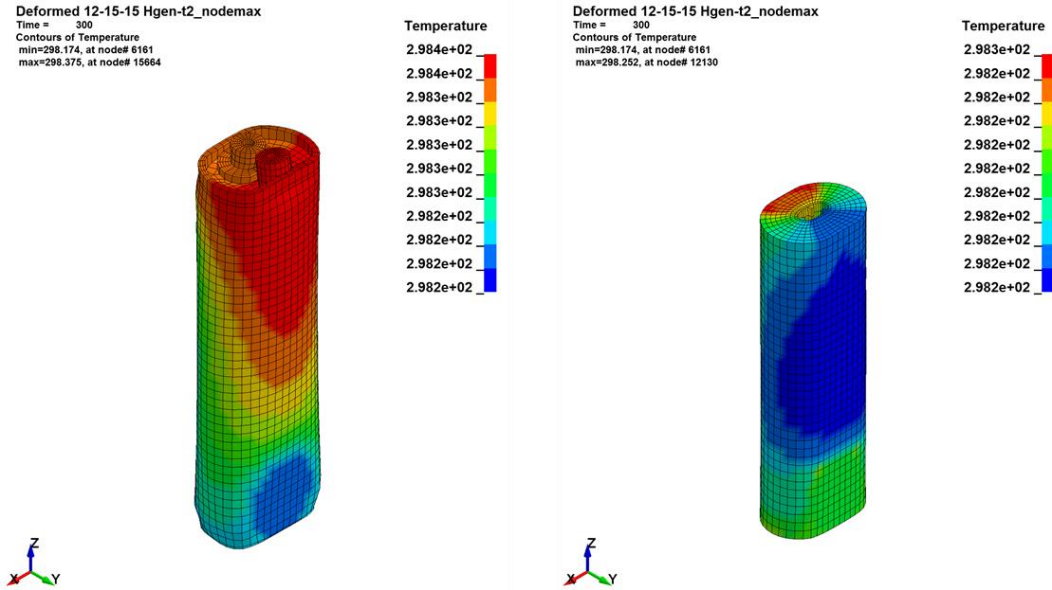 Deformed 12-15-15 Hgen-t2_nodemax
Time =         300
Contours of Temperature
min=298.174, at node# 6161
max=298.375, at node# 15664
Temperature
2.984e+02
2.984e+02
2.983e+02
2.983e+02
2.983e+02
2.983e+02
2.983e+02
2.982e+02
2.982e+02
2.982e+02
2.982e+02
Z
X
Y
Deformed 12-15-15 Hgen-t2_nodemax
Time =         300
Contours of Temperature
min=298.174, at node# 6161
max=298.252, at node# 12130
Temperature
2.983e+02
2.982e+02
2.982e+02
2.982e+02
2.982e+02
2.982e+02
2.982e+02
2.982e+02
2.982e+02
2.982e+02
2.982e+02
Z
X
Y